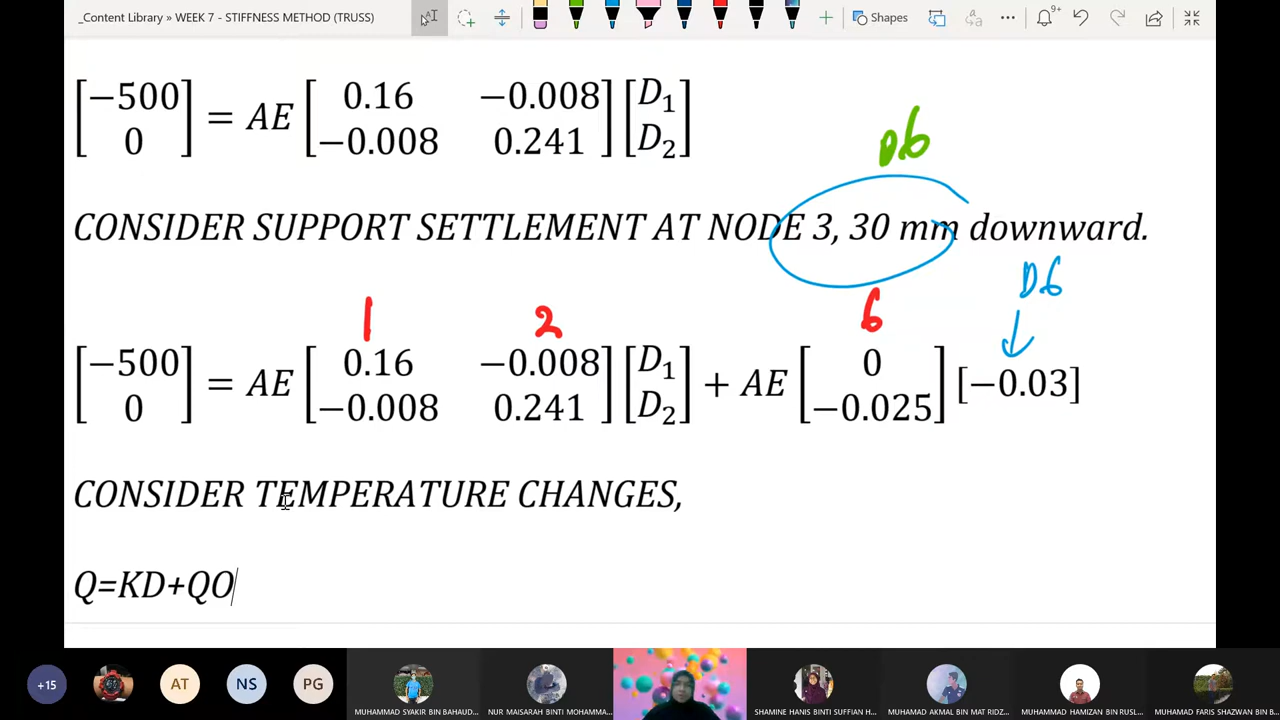 _Content Library » WEEK 7 - STIFFNESS METHOD (TRUSS)
Shapes
9+
[−500 0] = AE [0.16 −0.008 −0.008 0.241] [D₁ D₂]
D6
CONSIDER SUPPORT SETTLEMENT AT NODE 3, 30 mm downward.
D6
1 2 6
[−500 0] = AE [0.16 −0.008 −0.008 0.241] [D₁ D₂] + AE [0 −0.025] [−0.03]
CONSIDER TEMPERATURE CHANGES,
Q=KD+QO
+15 AT NS PG
MUHAMMAD SYAKIR BIN BAHAUD... NUR MAISARAH BINTI MOHAMMA... SHAMINE HANIS BINTI SUFFIAN H... MUHAMAD AKMAL BIN MAT RIDZ... MUHAMAD HAMIZAN BIN RUSL... MUHAMAD FARIS SHAZWAN BIN B...